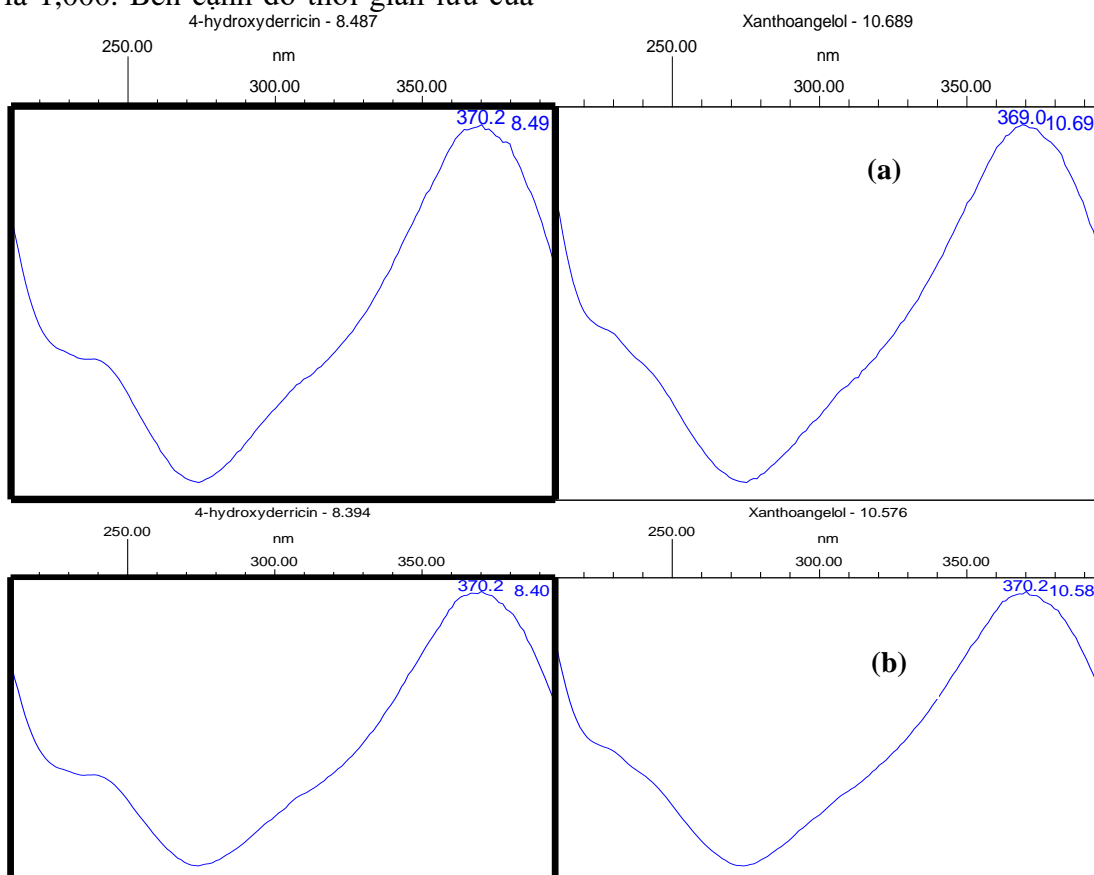 là 1,000. Bên cạnh đó thời gian lưu của
4-hydroxyderricin - 8.487
Xanthoangelol - 10.689
250.00
250.00
nm
nm
300.00
350.00
300.00
350.00
370.2 8.49
369.0 10.69
(a)
4-hydroxyderricin - 8.394
Xanthoangelol - 10.576
250.00
250.00
nm
nm
300.00
350.00
300.00
350.00
370.2 8.40
370.2 10.58
(b)